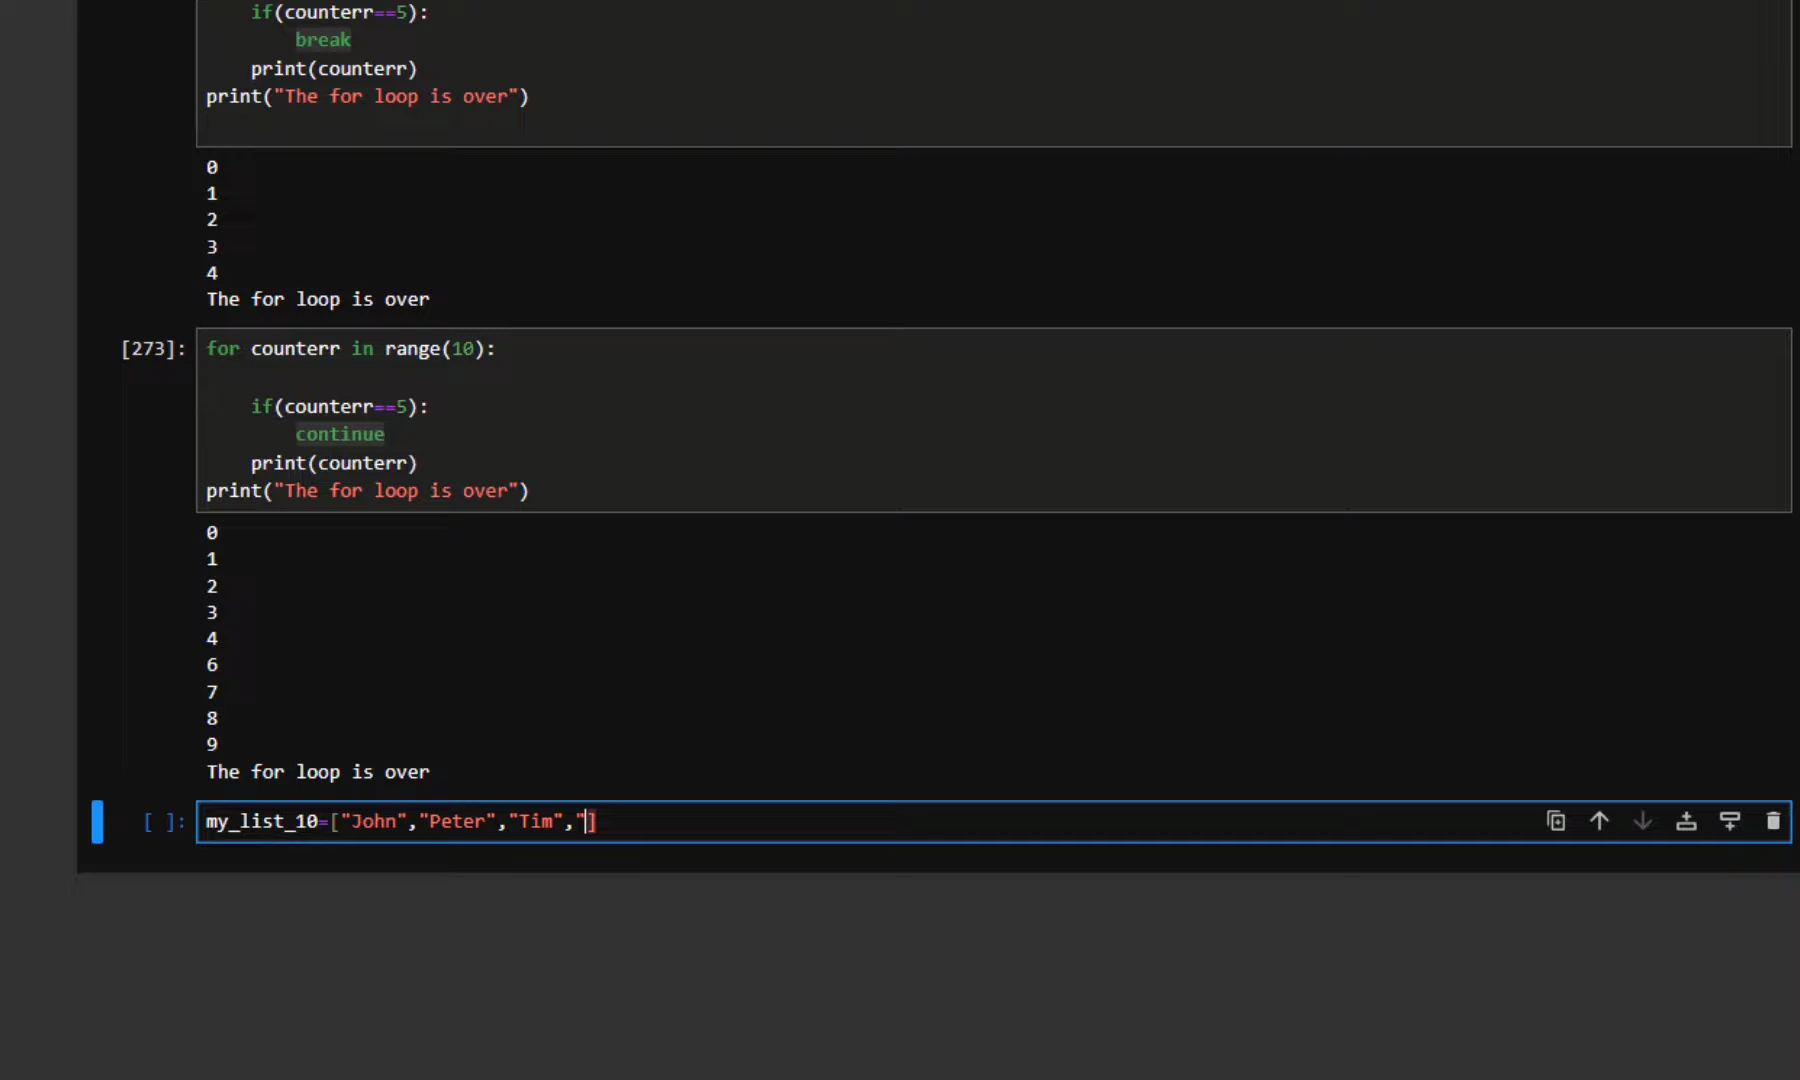 if(counterr==5):
        break
    print(counterr)
print("The for loop is over")
0
1
2
3
4
The for loop is over
[273]: for counterr in range(10):
    if(counterr==5):
        continue
    print(counterr)
print("The for loop is over")
0
1
2
3
4
6
7
8
9
The for loop is over
[ ]: my_list_10=["John","Peter","Tim","]